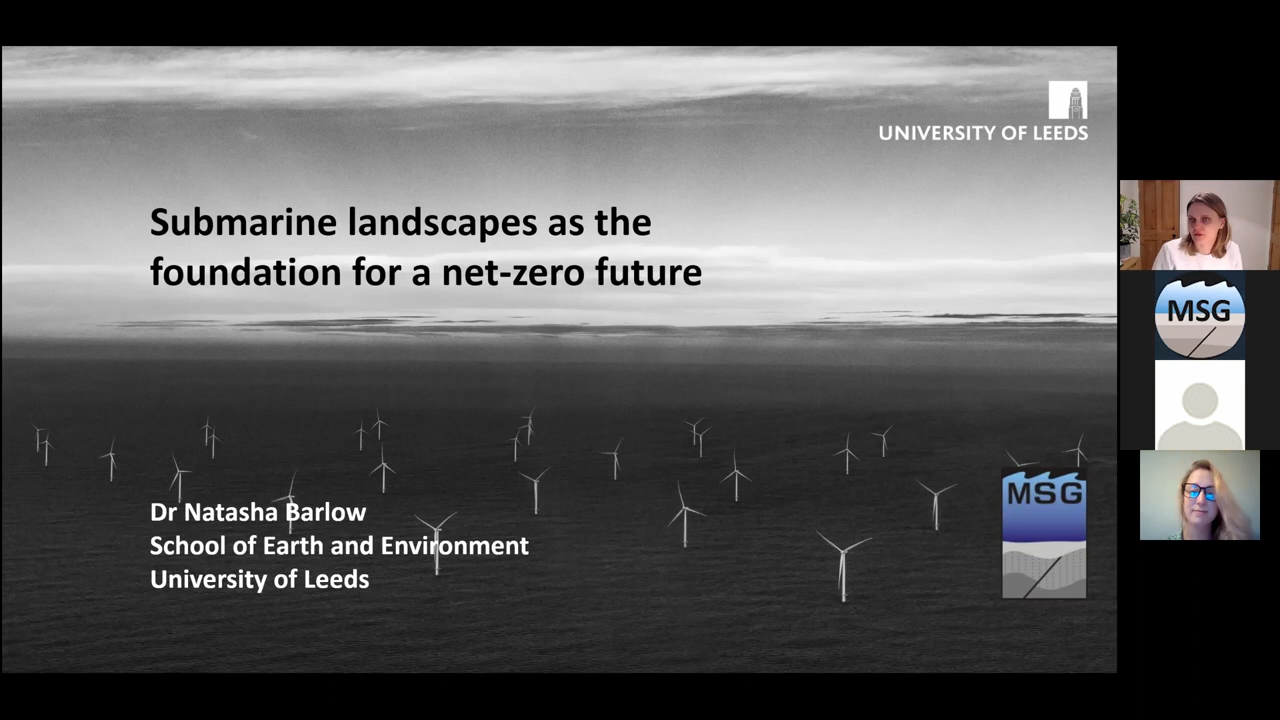 UNIVERSITY OF LEEDS
Submarine landscapes as the
foundation for a net-zero future
Dr Natasha Barlow
School of Earth and Environment
University of Leeds
MSG
MSG